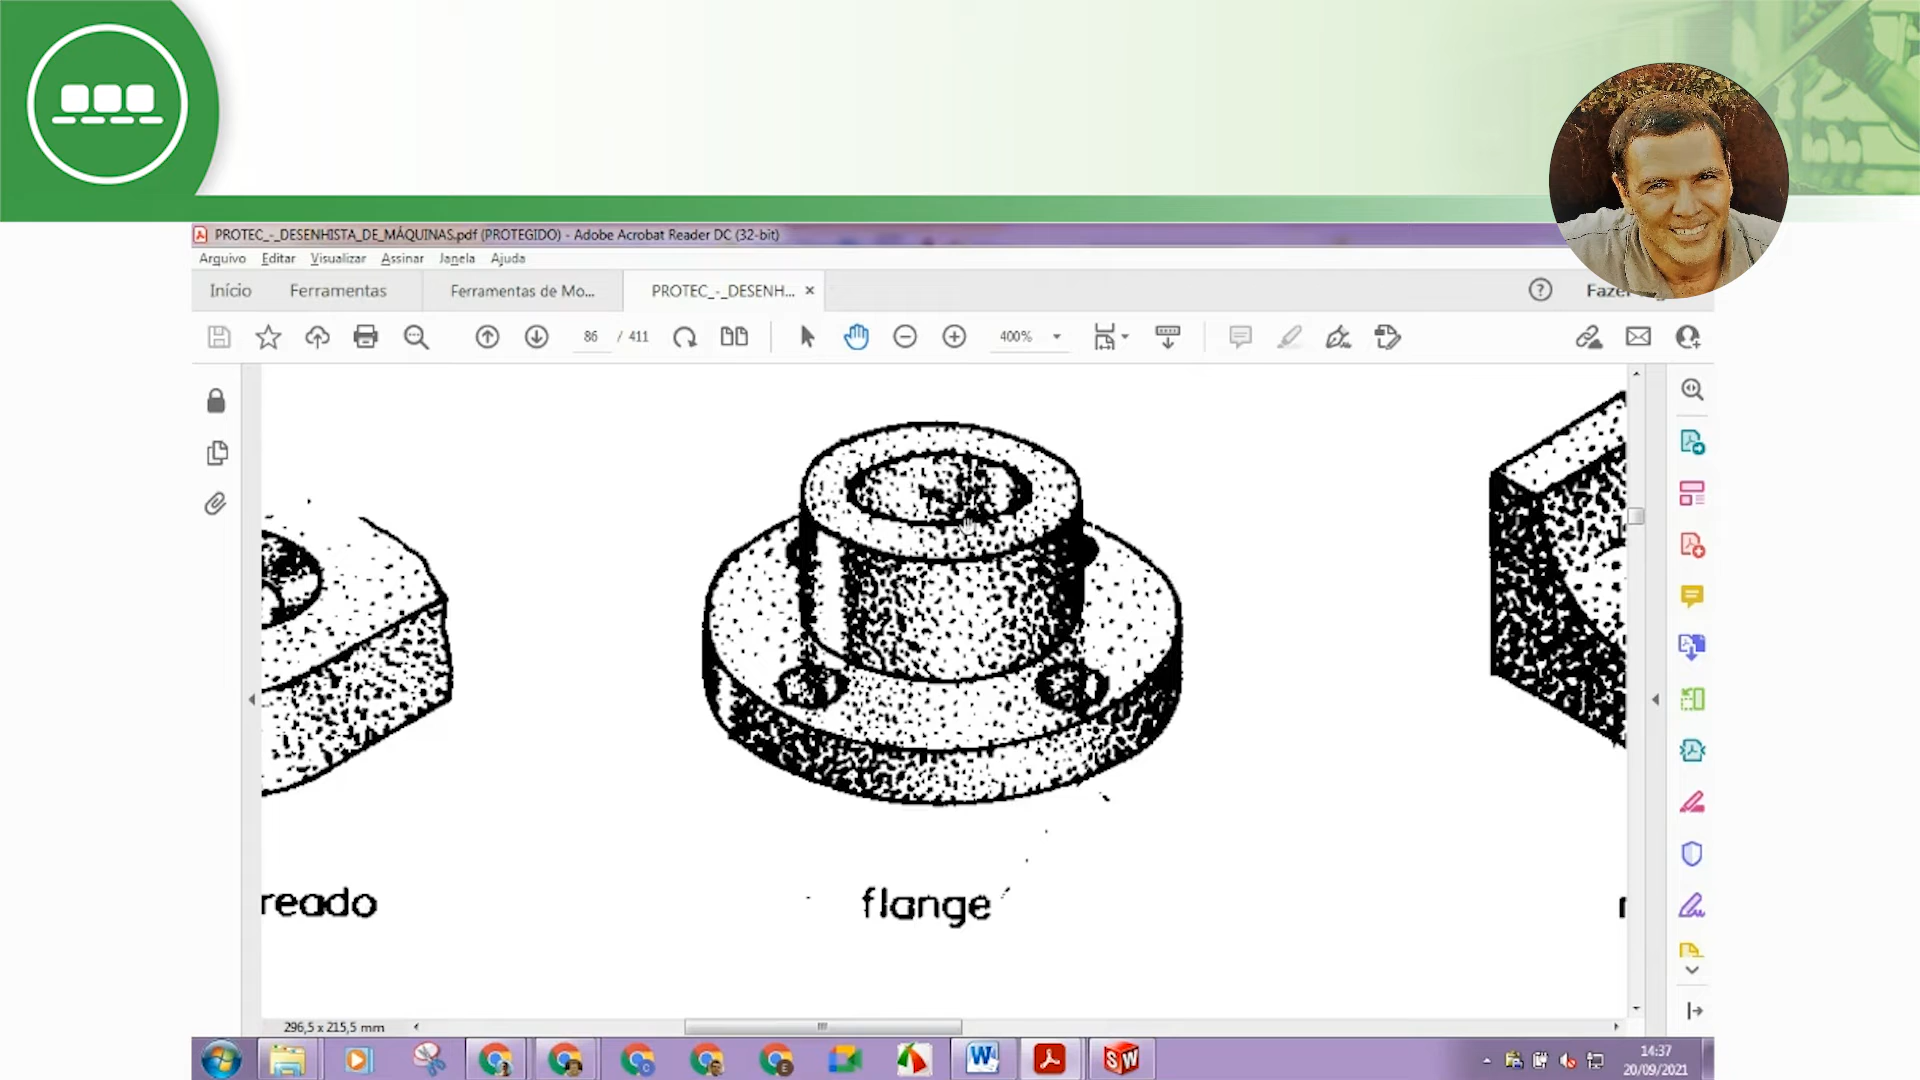 PROTEC_-_DESENHISTA_DE_MÁQUINAS.pdf (PROTEGIDO) - Adobe Acrobat Reader DC (32-bit)
Arquivo Editar Visualizar Assinar Janela Ajuda
Início Ferramentas Ferramentas de Mo... PROTEC_-_DESENH... × Fazer
86 / 411 400%
reado flange
296,5 x 215,5 mm
14:37
20/09/2021